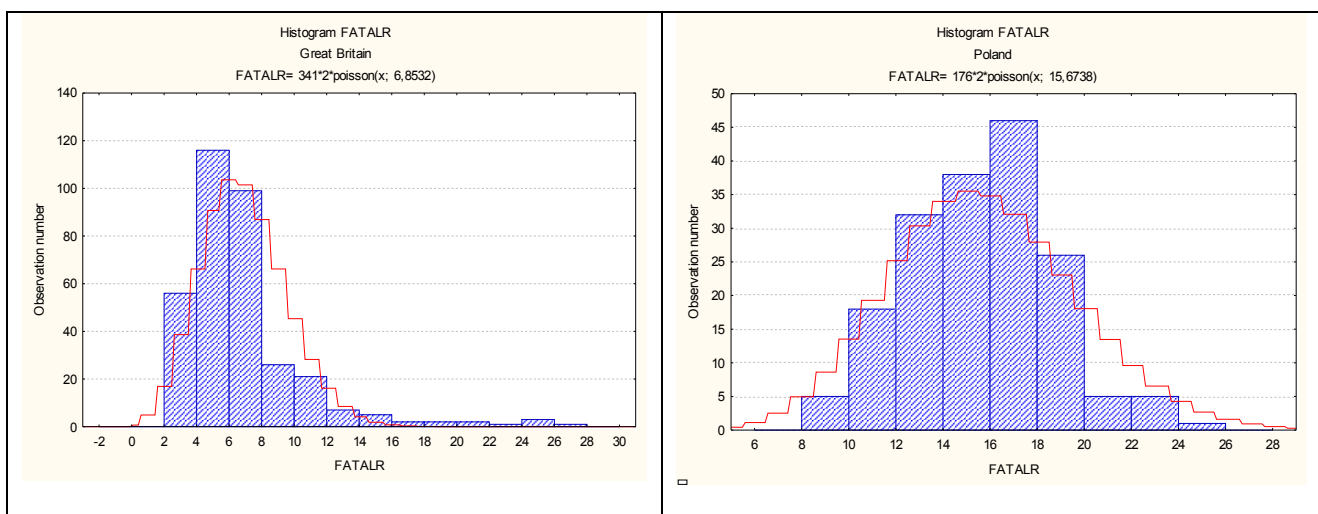 Histogram FATALR
Great Britain
FATALR= 341*2*poisson(x; 6,8532)
140
120
100
80
60
40
20
0
Observation number
-2 0 2 4 6 8 10 12 14 16 18 20 22 24 26 28 30
FATALR
Histogram FATALR
Poland
FATALR= 176*2*poisson(x; 15,6738)
50
45
40
35
30
25
20
15
10
5
0
Observation number
6 8 10 12 14 16 18 20 22 24 26 28
FATALR